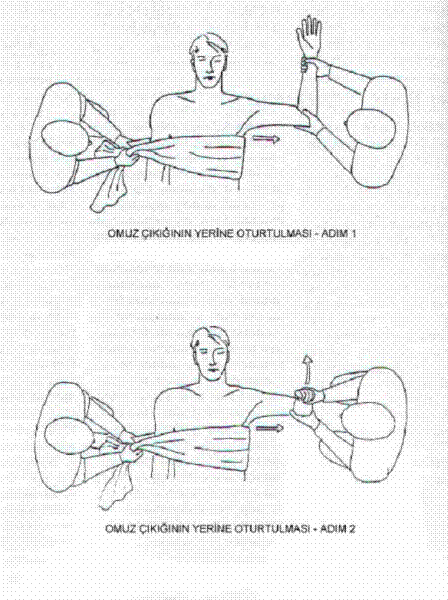 OMUZ ÇIKIĞININ YERİNE OTURTULMASI - ADIM 1
OMUZ ÇIKIĞININ YERİNE OTURTULMASI - ADIM 2